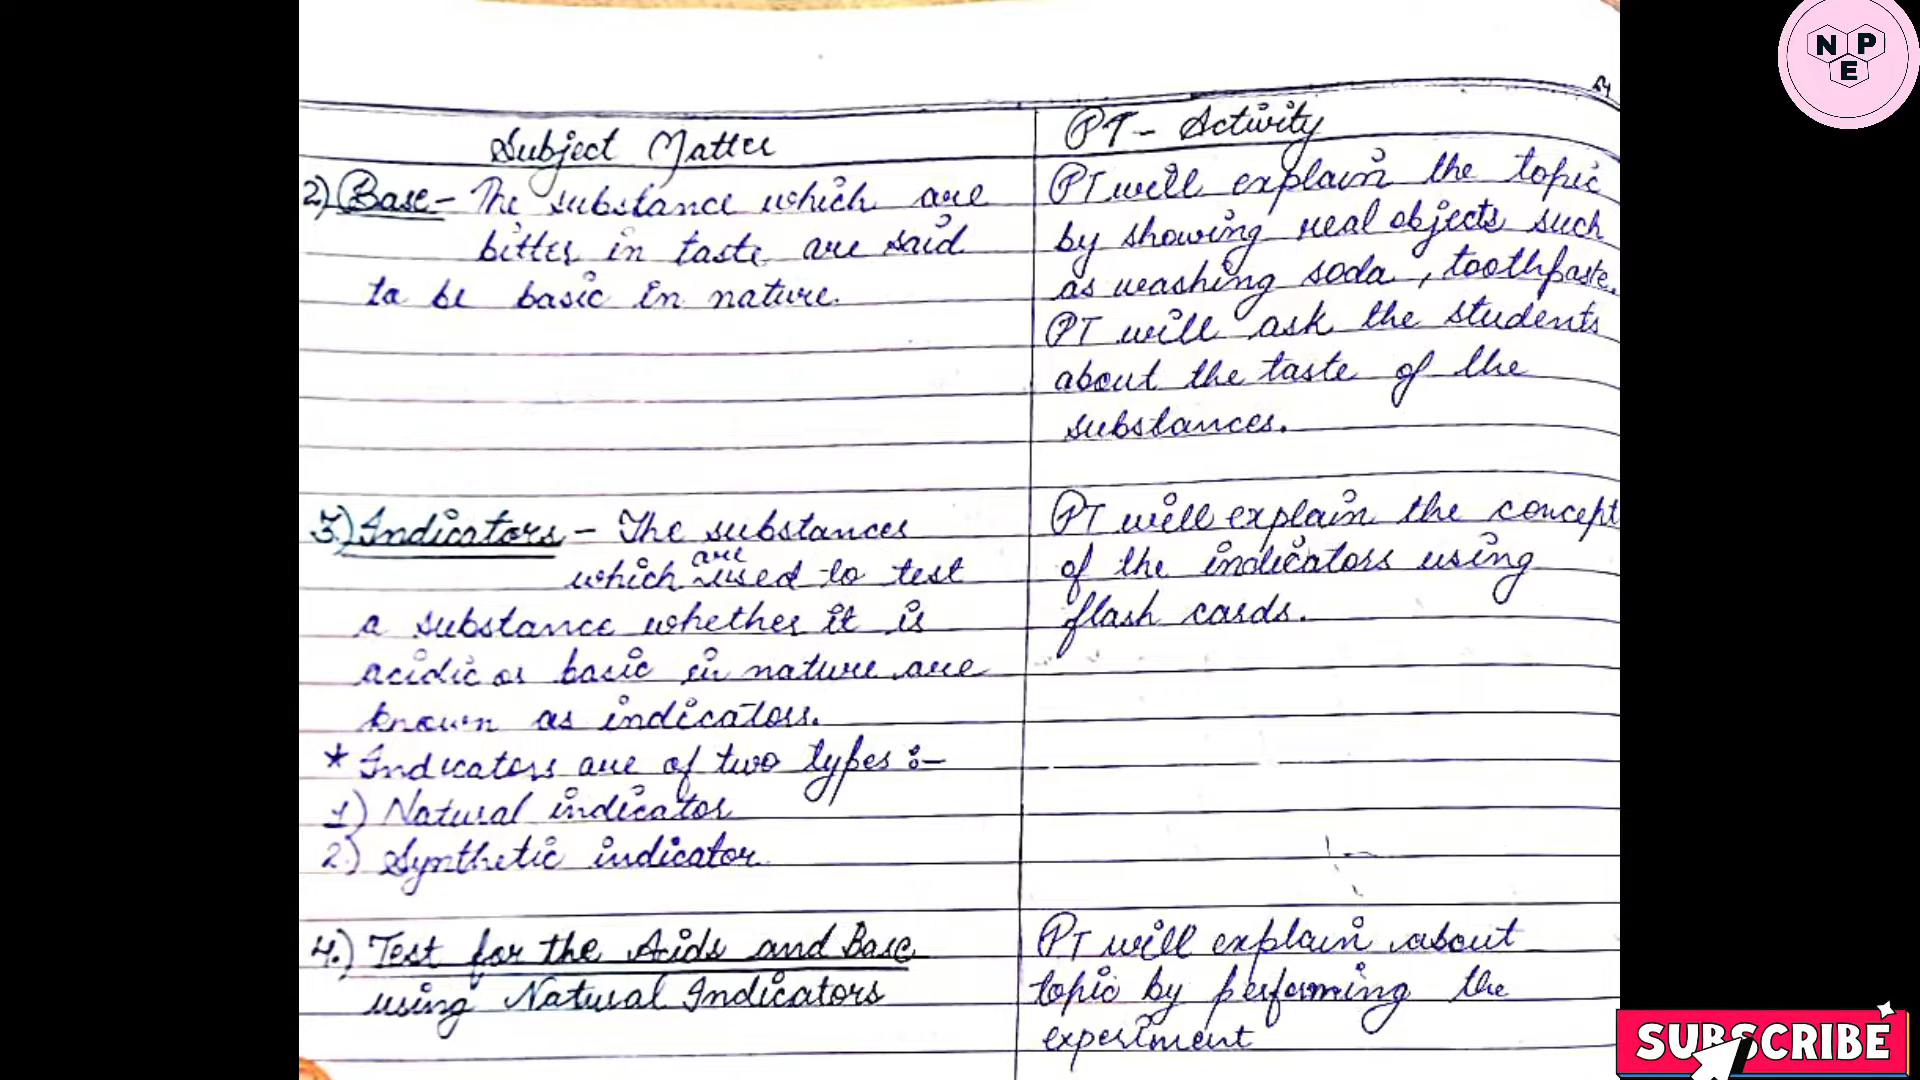 N P
E
54
Subject Matter
PT - Activity
2) Base - The substance which are
bitter in taste are said
to be basic in nature.
PT will explain the topic
by showing real objects such
as washing soda, toothpaste.
PT will ask the students
about the taste of the
substances.
3) Indicators - The substances
which are used to test
a substance whether it is
acidic or basic in nature are
known as indicators.
* Indicators are of two types :-
1) Natural indicator
2.) Synthetic indicator.
PT will explain the concept
of the indicators using
flash cards.
4.) Test for the Acids and Base
using Natural Indicators
PT will explain about
topic by performing the
experiment
SUBSCRIBE